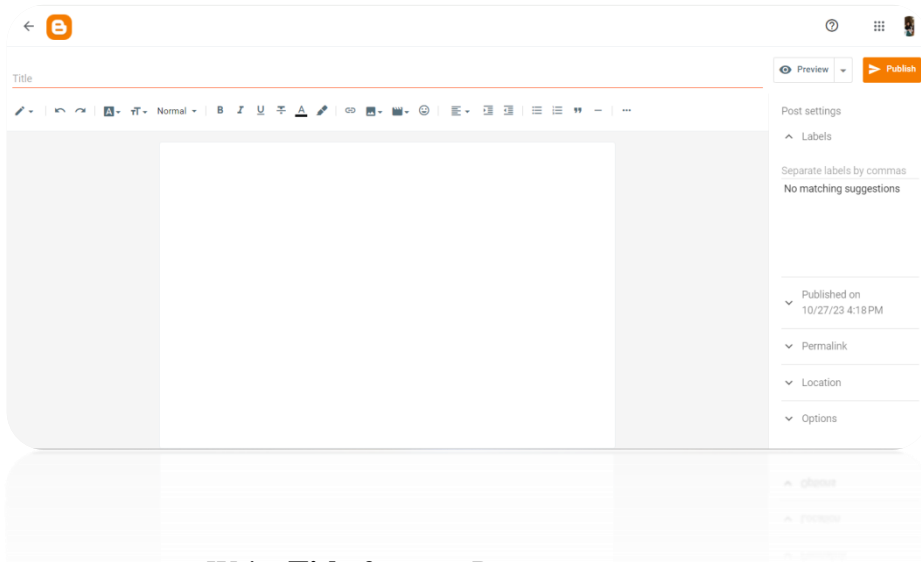 Preview
Publish
Title
Normal
B I U T A
Post settings
Labels
Separate labels by commas
No matching suggestions
Published on
10/27/23 4:18 PM
Permalink
Location
Options